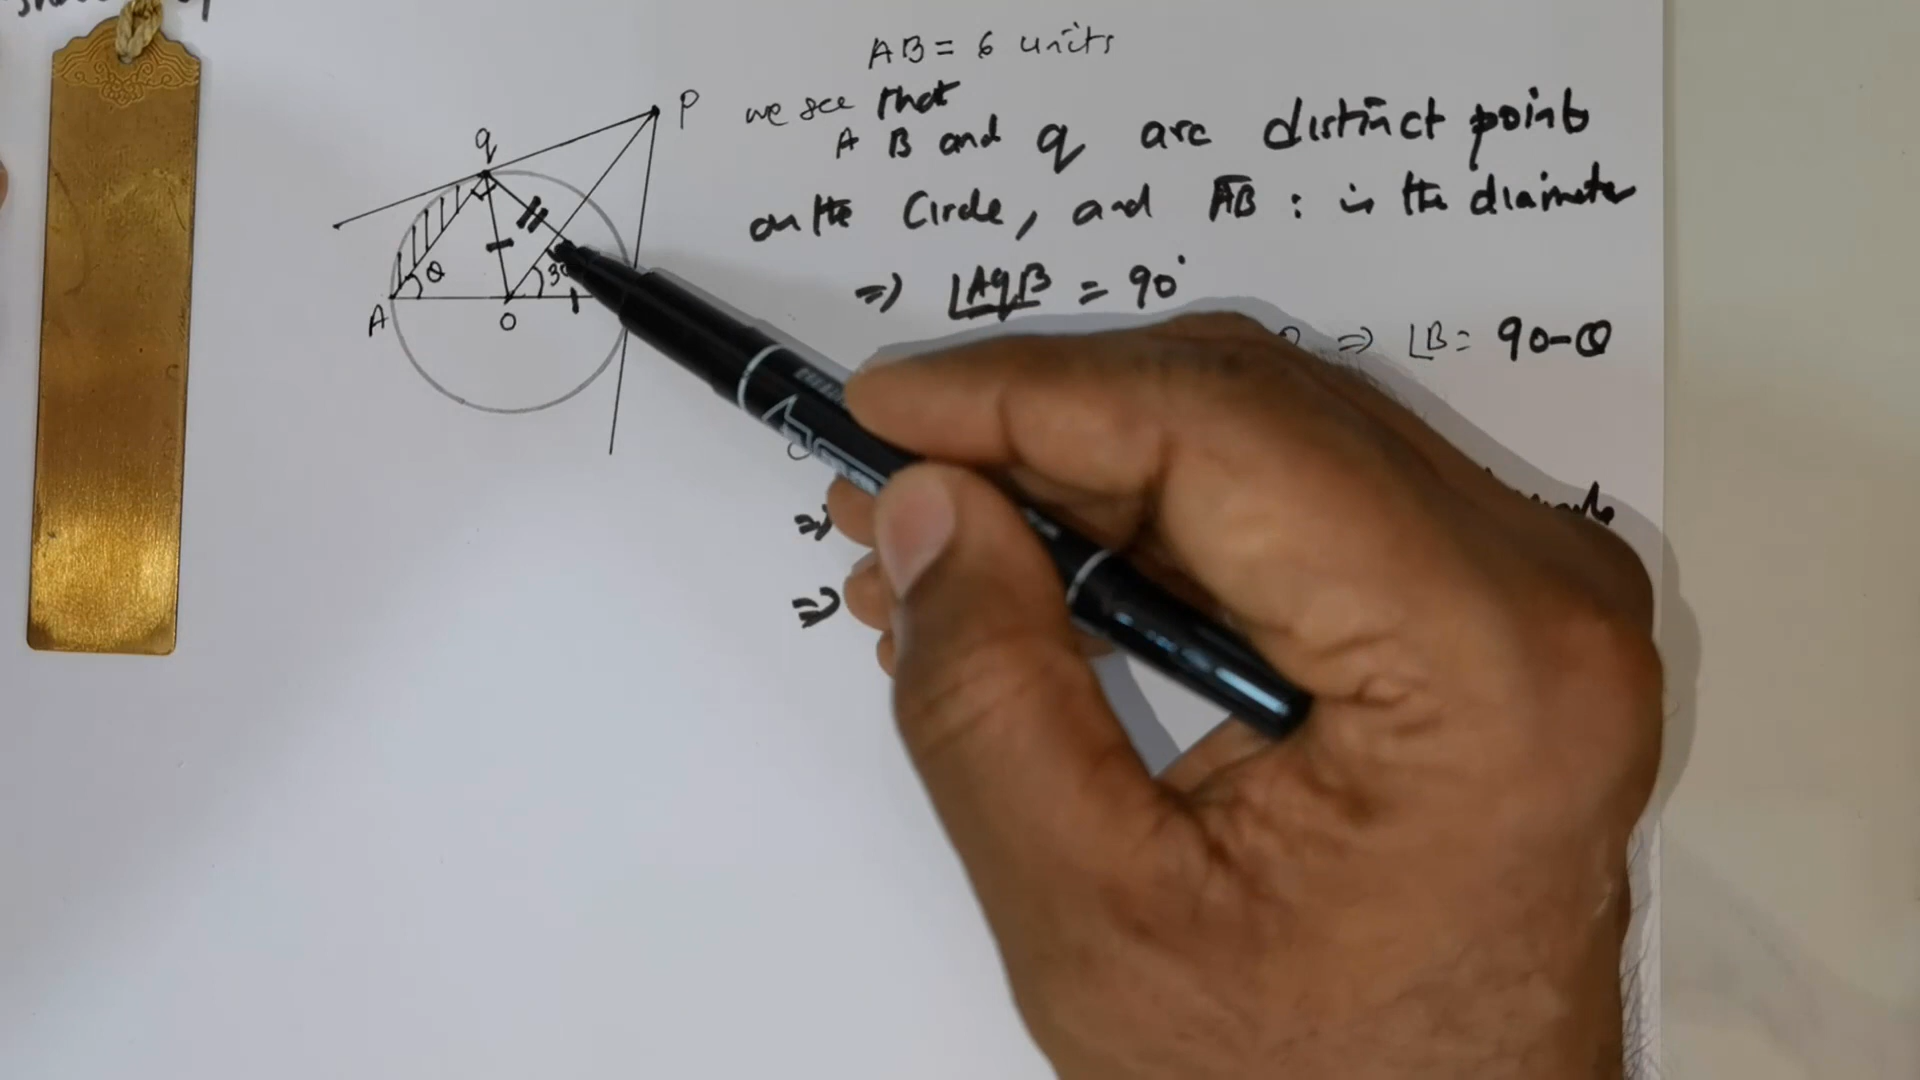 AB = 6 units
P we see that
q
A B and q are distinct point
on the Circle, and AB : is the diameter
θ
A
O
=> ∠AqB = 90°
=> ∠B = 90-θ
=>
=>